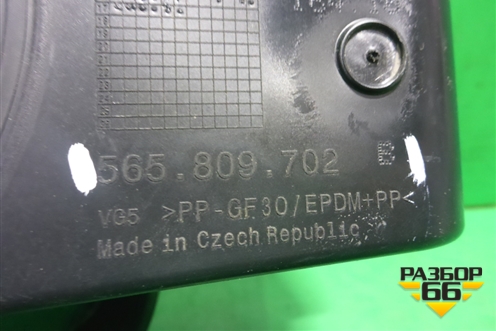 565.809.702
VG5 >PP-GF30/EPDM+PP<
Made in Czech Republic
РАЗБОР
66